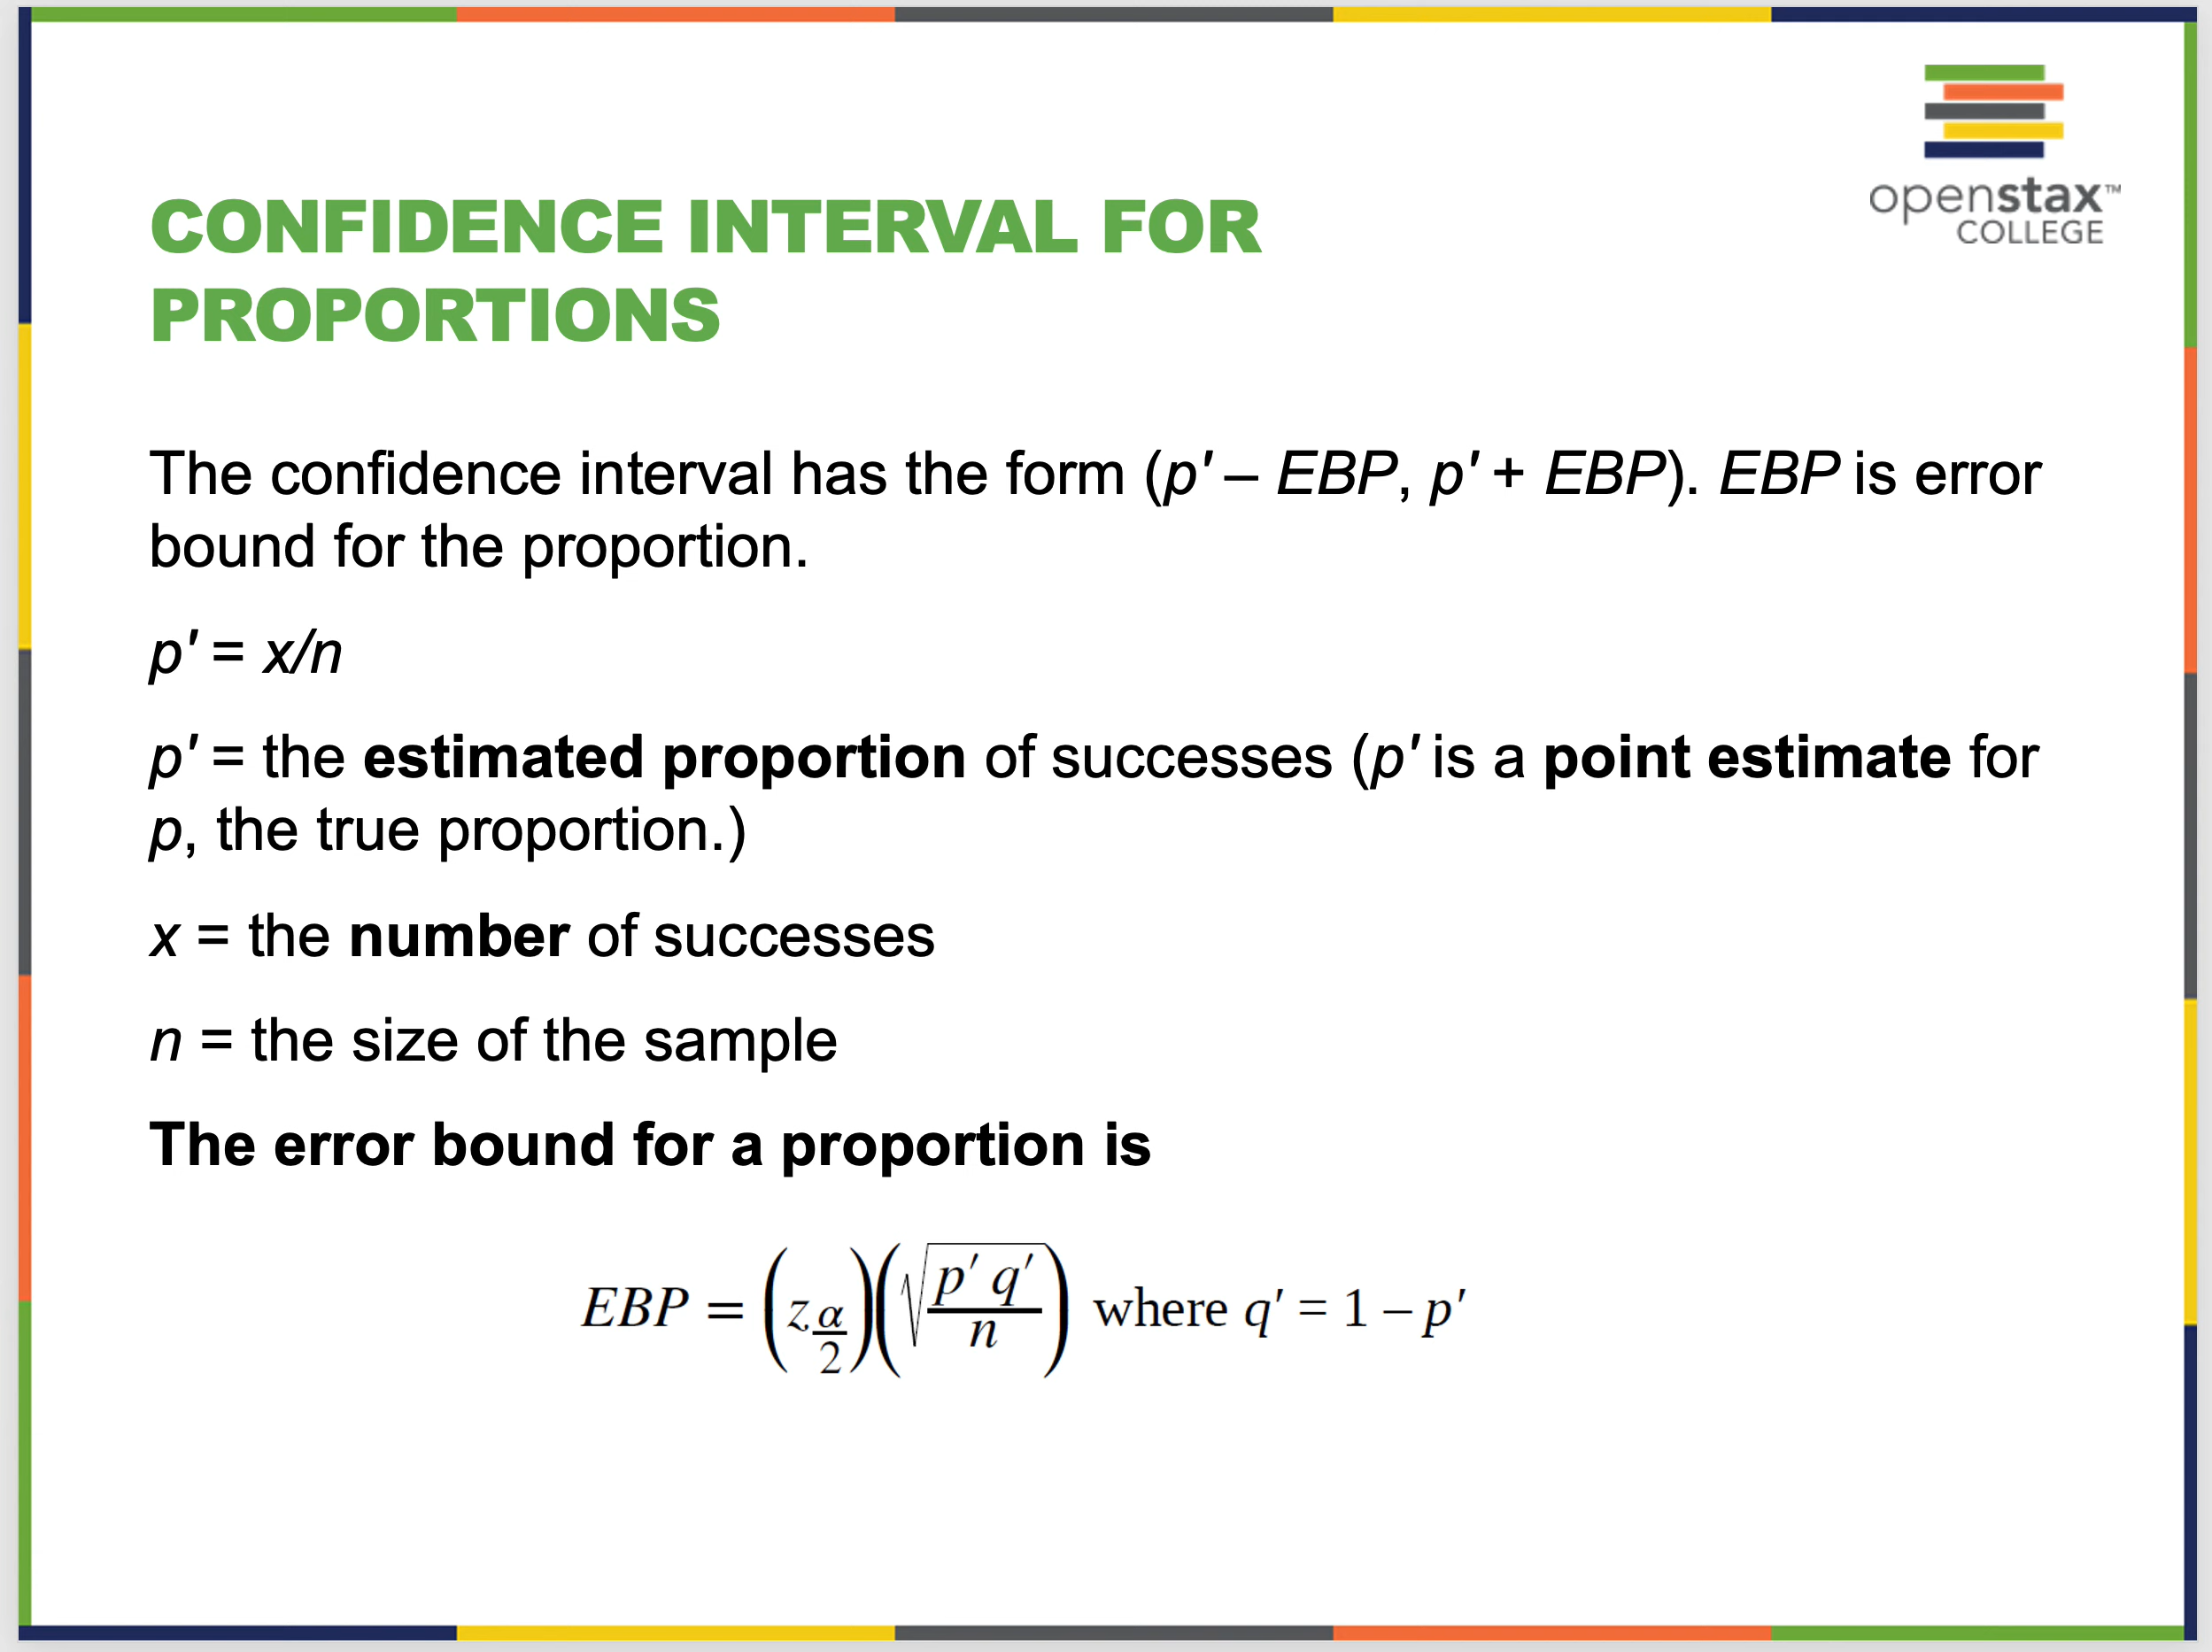 openstax™
COLLEGE
CONFIDENCE INTERVAL FOR
PROPORTIONS
The confidence interval has the form (p′ – EBP, p′ + EBP). EBP is error
bound for the proportion.
p′ = x/n
p′ = the estimated proportion of successes (p′ is a point estimate for
p, the true proportion.)
x = the number of successes
n = the size of the sample
The error bound for a proportion is
EBP = (z_(α/2))(√(p′ q′/n)) where q′ = 1 – p′